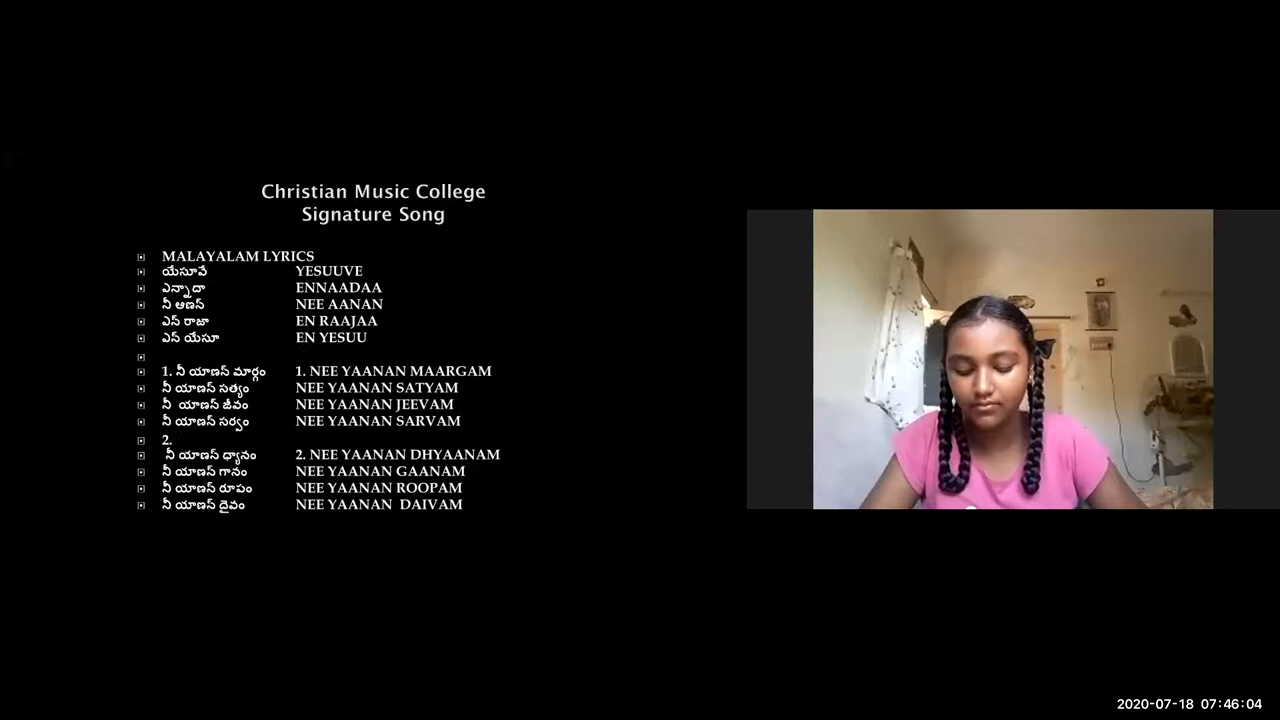 Christian Music College
Signature Song
MALAYALAM LYRICS
యేసూవే YESUUVE
ఎన్నాదా ENNAADAA
నీ ఆణన్ NEE AANAN
ఎన్ రాజా EN RAAJAA
ఎన్ యేసూ EN YESUU
1. నీ యాణన్ మార్గం 1. NEE YAANAN MAARGAM
నీ యాణన్ సత్యం NEE YAANAN SATYAM
నీ యాణన్ జీవం NEE YAANAN JEEVAM
నీ యాణన్ సర్వం NEE YAANAN SARVAM
2.
నీ యాణన్ ధ్యానం 2. NEE YAANAN DHYAANAM
నీ యాణన్ గానం NEE YAANAN GAANAM
నీ యాణన్ రూపం NEE YAANAN ROOPAM
నీ యాణన్ దైవం NEE YAANAN DAIVAM
2020-07-18 07:46:04